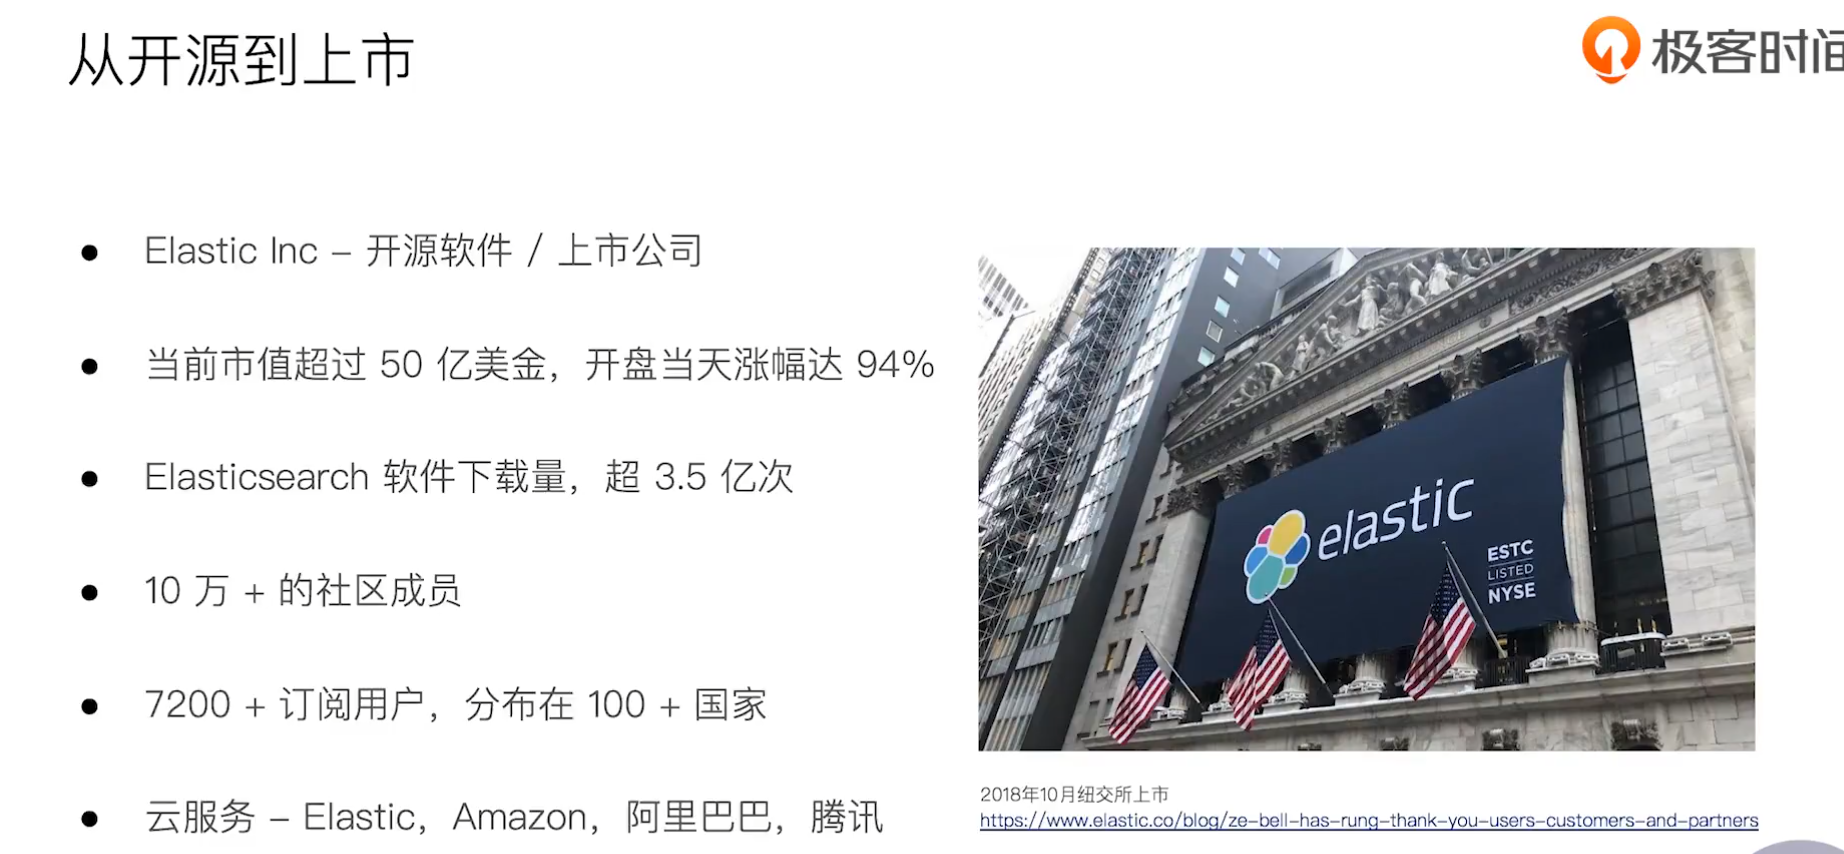 从开源到上市
极客时间
Elastic Inc – 开源软件 / 上市公司
当前市值超过 50 亿美金，开盘当天涨幅达 94%
Elasticsearch 软件下载量，超 3.5 亿次
10 万 + 的社区成员
7200 + 订阅用户，分布在 100 + 国家
云服务 – Elastic，Amazon，阿里巴巴，腾讯
elastic
ESTC
LISTED
NYSE
2018年10月纽交所上市
https://www.elastic.co/blog/ze-bell-has-rung-thank-you-users-customers-and-partners